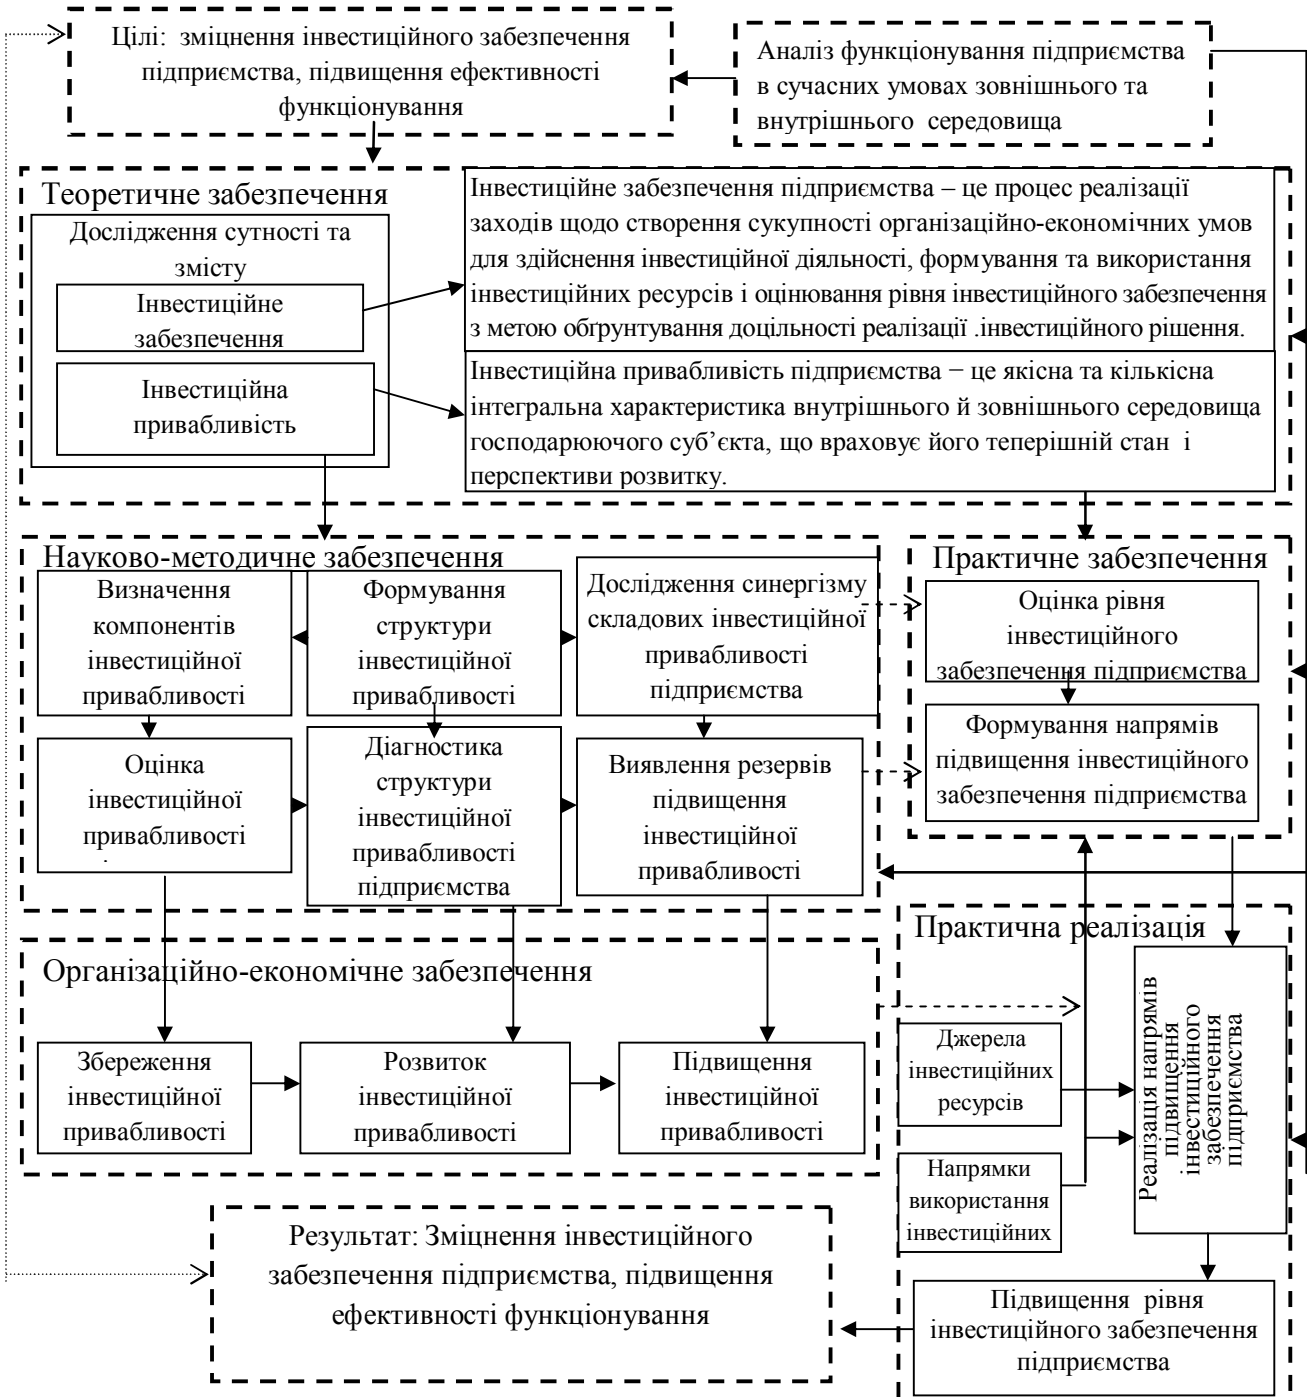 Цілі: зміцнення інвестиційного забезпечення
підприємства, підвищення ефективності
функціонування
Аналіз функціонування підприємства
в сучасних умовах зовнішнього та
внутрішнього середовища
Теоретичне забезпечення
Дослідження сутності та
змісту
Інвестиційне
забезпечення
Інвестиційна
привабливість
Інвестиційне забезпечення підприємства – це процес реалізації
заходів щодо створення сукупності організаційно-економічних умов
для здійснення інвестиційної діяльності, формування та використання
інвестиційних ресурсів і оцінювання рівня інвестиційного забезпечення
з метою обґрунтування доцільності реалізації .інвестиційного рішення.
Інвестиційна привабливість підприємства − це якісна та кількісна
інтегральна характеристика внутрішнього й зовнішнього середовища
господарюючого суб’єкта, що враховує його теперішній стан і
перспективи розвитку.
Науково-методичне забезпечення
Визначення
компонентів
інвестиційної
привабливості
Формування
структури
інвестиційної
привабливості
Дослідження синергізму
складових інвестиційної
привабливості
підприємства
Оцінка
інвестиційної
привабливості
Діагностика
структури
інвестиційної
привабливості
підприємства
Виявлення резервів
підвищення
інвестиційної
привабливості
Практичне забезпечення
Оцінка рівня
інвестиційного
забезпечення підприємства
Формування напрямів
підвищення інвестиційного
забезпечення підприємства
Організаційно-економічне забезпечення
Збереження
інвестиційної
привабливості
Розвиток
інвестиційної
привабливості
Підвищення
інвестиційної
привабливості
Практична реалізація
Джерела
інвестиційних
ресурсів
Напрямки
використання
інвестиційних
Реалізація напрямів
підвищення
інвестиційного
забезпечення
підприємства
Підвищення рівня
інвестиційного забезпечення
підприємства
Результат: Зміцнення інвестиційного
забезпечення підприємства, підвищення
ефективності функціонування